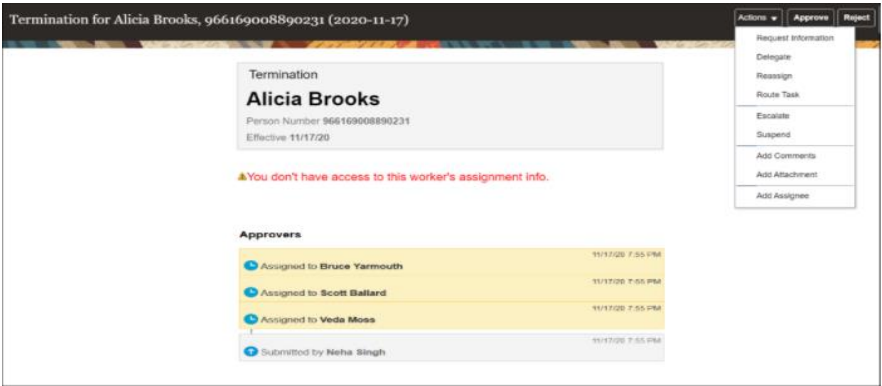 Termination for Alicia Brooks, 966169008890231 (2020-11-17)
Actions Approve Reject
Request Information
Delegate
Reassign
Route Task
Escalate
Suspend
Add Comments
Add Attachment
Add Assignee
Termination
Alicia Brooks
Person Number 966169008890231
Effective 11/17/20
You don't have access to this worker's assignment info.
Approvers
11/17/20 7:55 PM
Assigned to Bruce Yarmouth
11/17/20 7:55 PM
Assigned to Scott Ballard
11/17/20 7:55 PM
Assigned to Veda Moss
11/17/20 7:55 PM
Submitted by Neha Singh